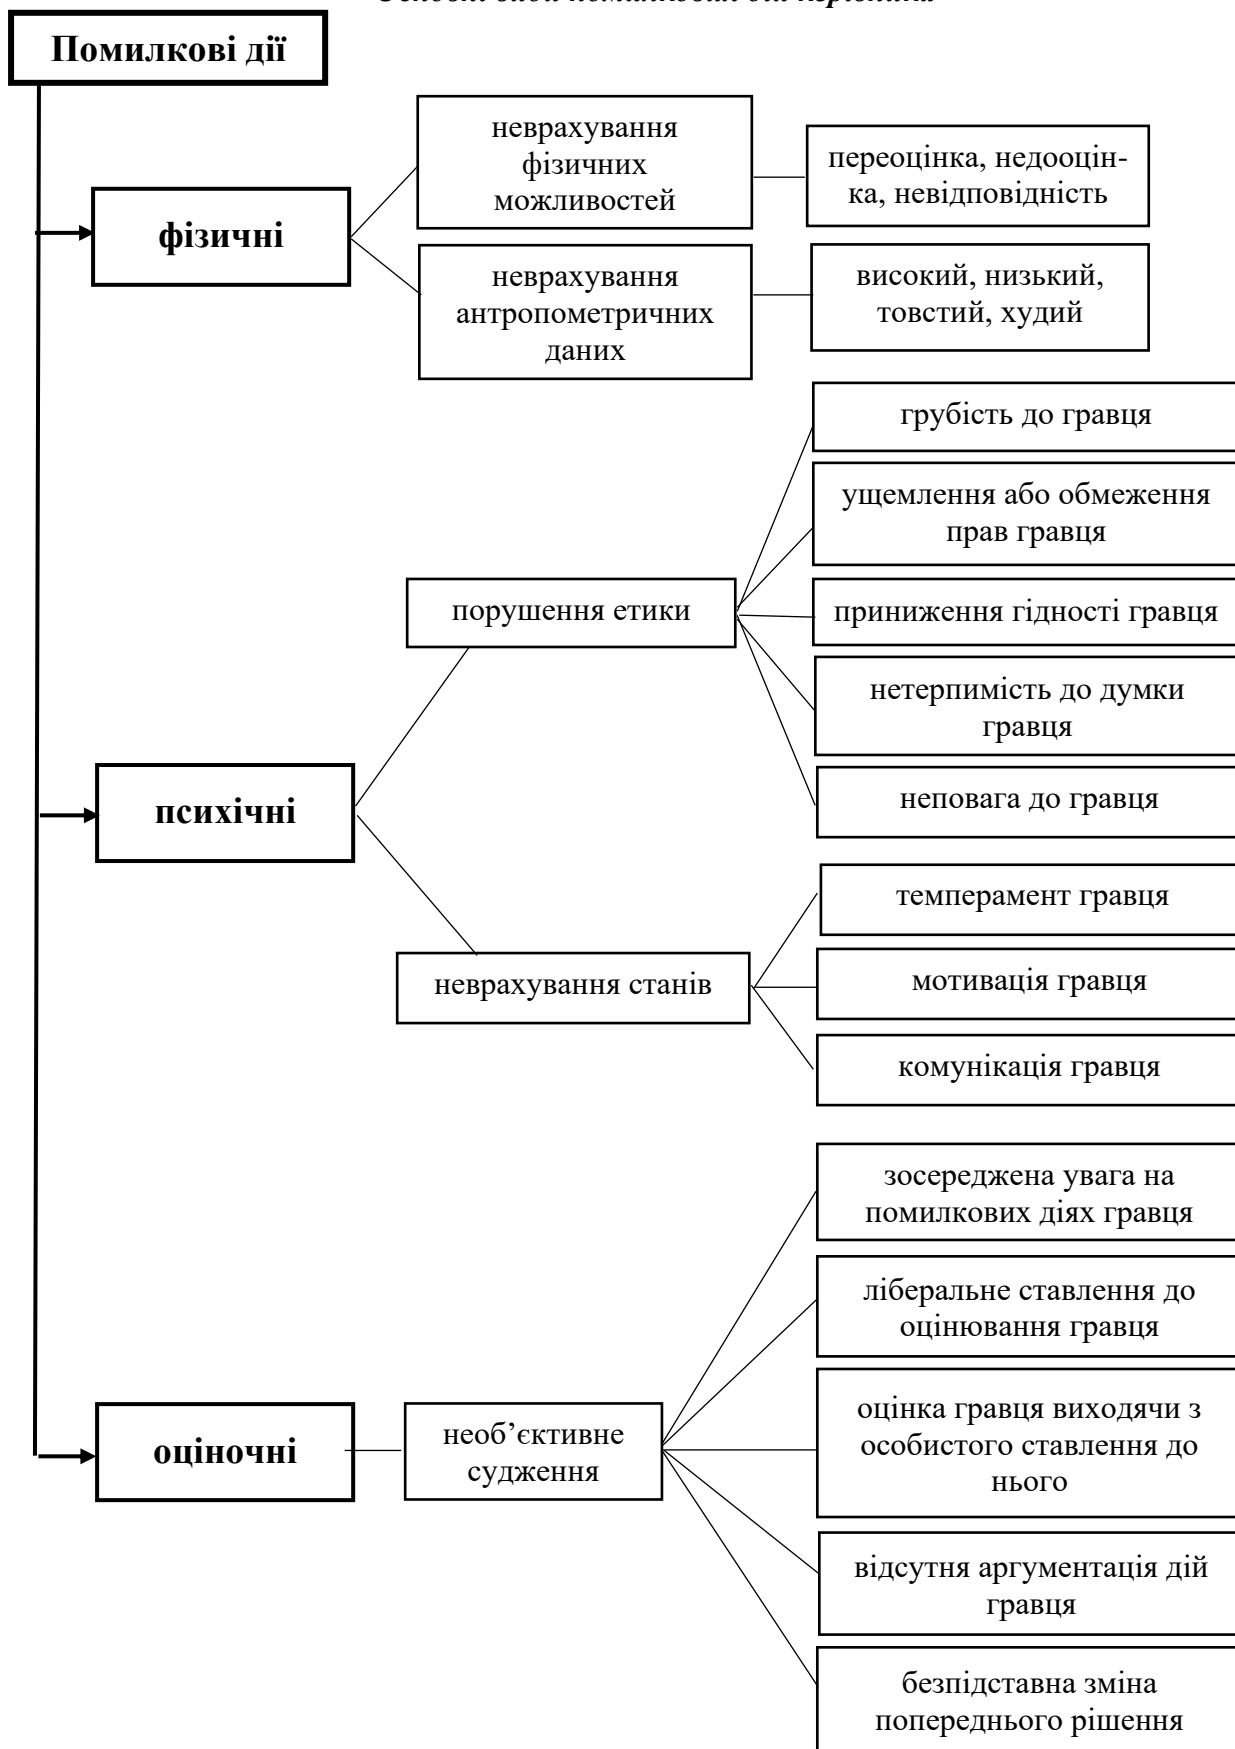 Помилкові дії
неврахування
фізичних
можливостей
переоцінка, недооцін-
ка, невідповідність
фізичні
неврахування
антропометричних
даних
високий, низький,
товстий, худий
грубість до гравця
ущемлення або обмеження
прав гравця
порушення етики
приниження гідності гравця
нетерпимість до думки
гравця
психічні
неповага до гравця
темперамент гравця
неврахування станів
мотивація гравця
комунікація гравця
зосереджена увага на
помилкових діях гравця
ліберальне ставлення до
оцінювання гравця
оціночні
необ’єктивне
судження
оцінка гравця виходячи з
особистого ставлення до
нього
відсутня аргументація дій
гравця
безпідставна зміна
попереднього рішення